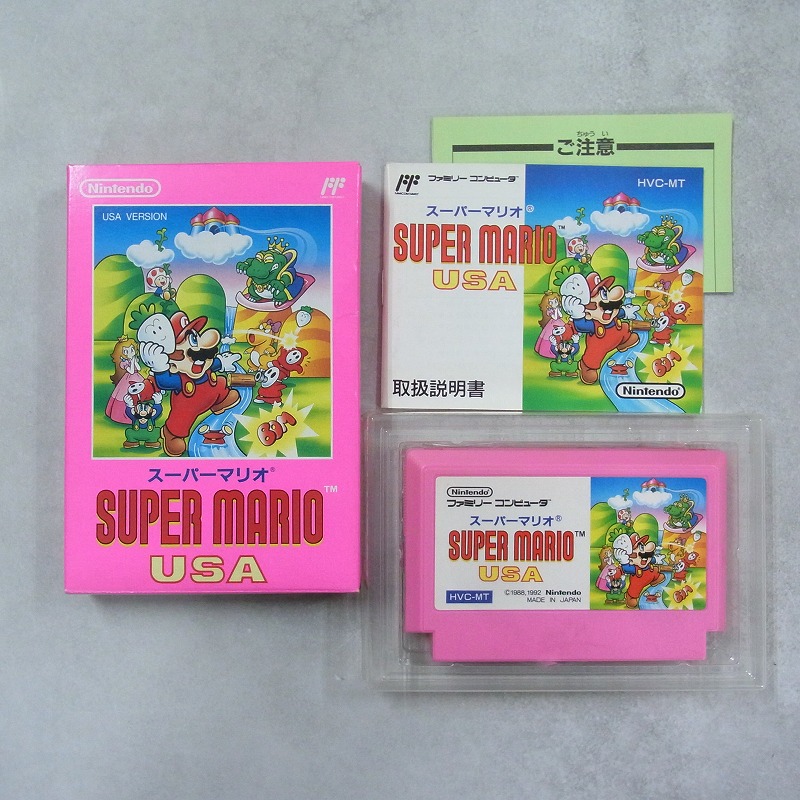 Nintendo
USA VERSION
スーパーマリオ®
SUPER MARIO™
USA
ちゅう い
ご注意
ファミリー コンピュータ
HVC-MT
スーパーマリオ®
SUPER MARIO™
USA
取扱説明書
Nintendo
Nintendo
ファミリー コンピュータ
スーパーマリオ®
SUPER MARIO™
USA
HVC-MT
©1988,1992 Nintendo
MADE IN JAPAN